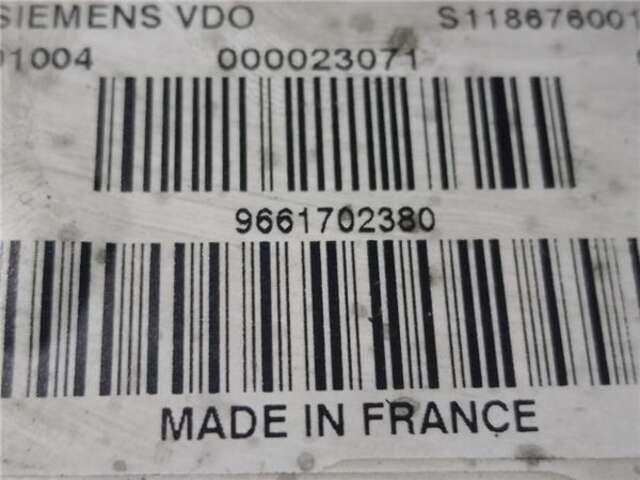 SIEMENS VDO S118676001
01004 000023071
9661702380
MADE IN FRANCE